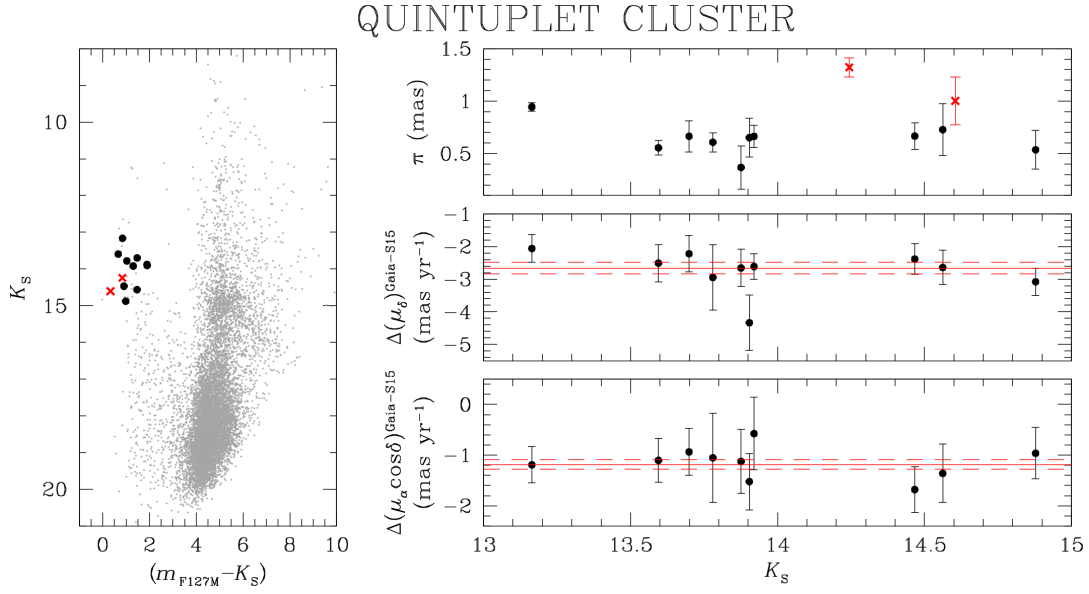 QUINTUPLET CLUSTER
10
15
20
K_S
0 2 4 6 8 10
(m_F127M−K_S)
1.5
1
0.5
π (mas)
−1
−2
−3
−4
−5
Δ(μ_δ)^Gaia−S15
(mas yr⁻¹)
0
−1
−2
Δ(μ_α cosδ)^Gaia−S15
(mas yr⁻¹)
13 13.5 14 14.5 15
K_S